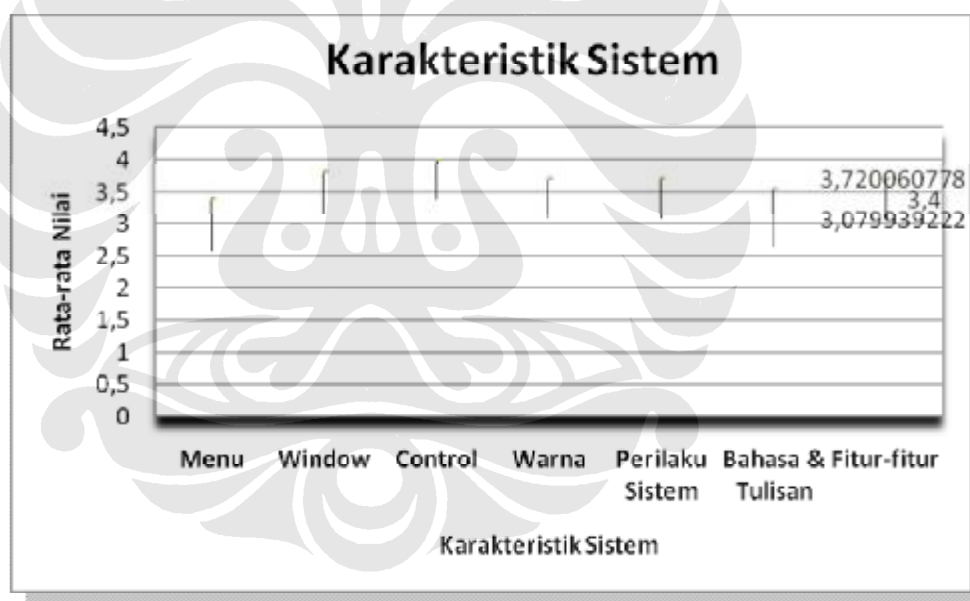 Karakteristik Sistem
4,5
4
3,5
3
2,5
2
1,5
1
0,5
0
Rata-rata Nilai
3,720060778
3,4
3,079939222
Menu
Window
Control
Warna
Perilaku Sistem
Bahasa & Tulisan
Fitur-fitur
Karakteristik Sistem